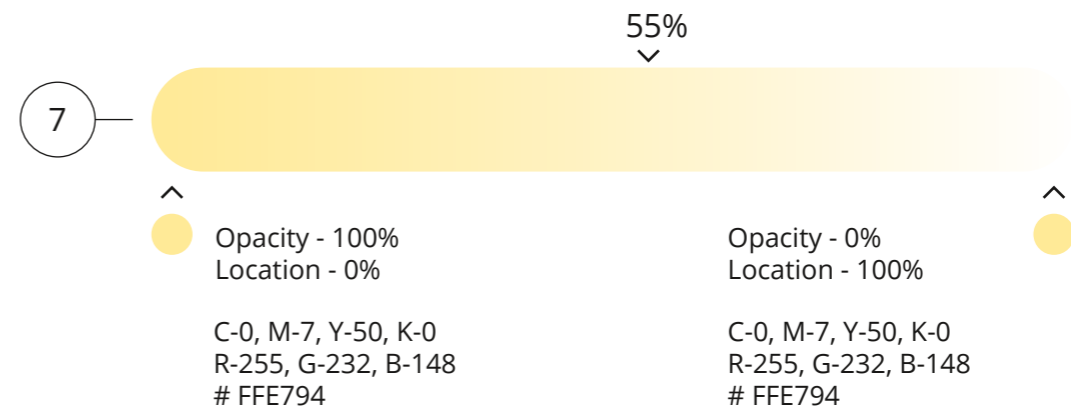 55%
7
Opacity - 100%
Location - 0%
C-0, M-7, Y-50, K-0
R-255, G-232, B-148
# FFE794
Opacity - 0%
Location - 100%
C-0, M-7, Y-50, K-0
R-255, G-232, B-148
# FFE794